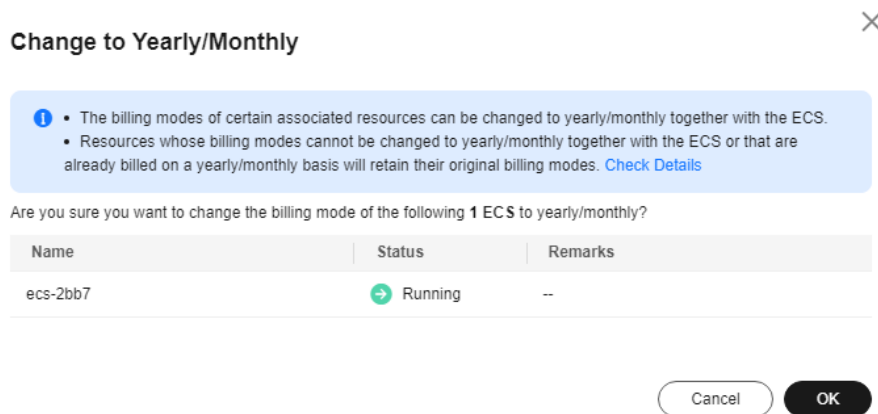 Change to Yearly/Monthly
• The billing modes of certain associated resources can be changed to yearly/monthly together with the ECS.
• Resources whose billing modes cannot be changed to yearly/monthly together with the ECS or that are
already billed on a yearly/monthly basis will retain their original billing modes. Check Details
Are you sure you want to change the billing mode of the following 1 ECS to yearly/monthly?
Name Status Remarks
ecs-2bb7 Running --
Cancel OK